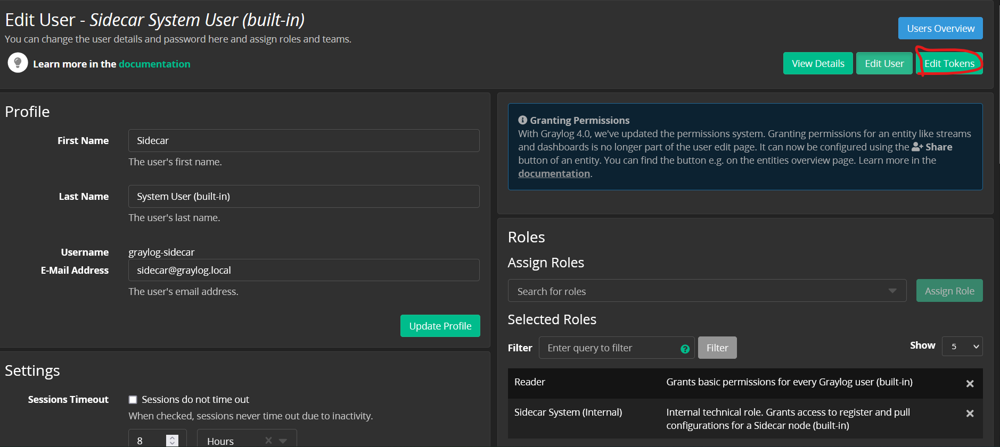 Edit User - Sidecar System User (built-in)
You can change the user details and password here and assign roles and teams.
Learn more in the documentation
Users Overview
View Details
Edit User
Edit Tokens
Profile
First Name
Sidecar
The user's first name.
Last Name
System User (built-in)
The user's last name.
Username
graylog-sidecar
E-Mail Address
sidecar@graylog.local
The user's email address.
Update Profile
Settings
Sessions Timeout
Sessions do not time out
When checked, sessions never time out due to inactivity.
8
Hours
Granting Permissions
With Graylog 4.0, we've updated the permissions system. Granting permissions for an entity like streams
and dashboards is no longer part of the user edit page. It can now be configured using the Share
button of an entity. You can find the button e.g. on the entities overview page. Learn more in the
documentation.
Roles
Assign Roles
Search for roles
Assign Role
Selected Roles
Filter
Enter query to filter
Filter
Show
5
Reader
Grants basic permissions for every Graylog user (built-in)
Sidecar System (Internal)
Internal technical role. Grants access to register and pull
configurations for a Sidecar node (built-in)